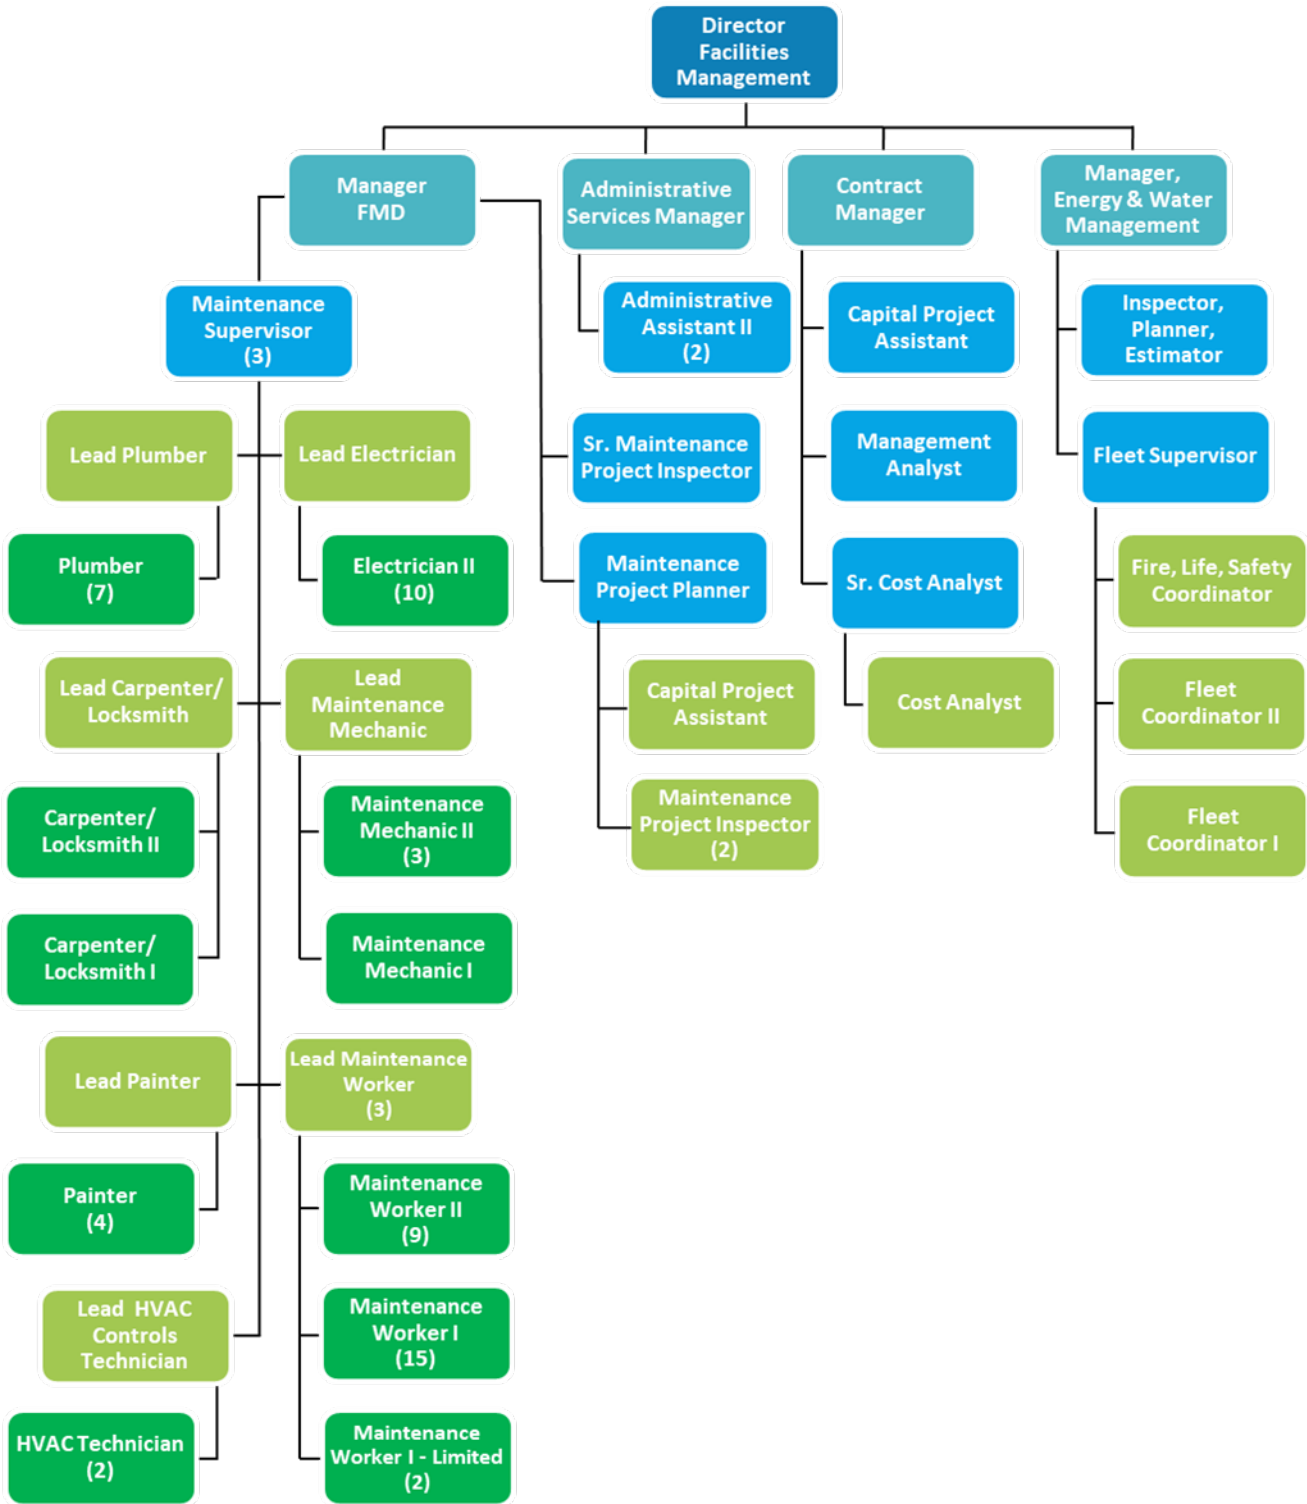 Director
Facilities
Management
Manager
FMD
Administrative
Services Manager
Contract
Manager
Manager,
Energy & Water
Management
Maintenance
Supervisor
(3)
Administrative
Assistant II
(2)
Capital Project
Assistant
Inspector,
Planner,
Estimator
Lead Plumber
Lead Electrician
Sr. Maintenance
Project Inspector
Management
Analyst
Fleet Supervisor
Plumber
(7)
Electrician II
(10)
Maintenance
Project Planner
Sr. Cost Analyst
Fire, Life, Safety
Coordinator
Lead Carpenter/
Locksmith
Lead
Maintenance
Mechanic
Capital Project
Assistant
Cost Analyst
Fleet
Coordinator II
Carpenter/
Locksmith II
Maintenance
Mechanic II
(3)
Maintenance
Project Inspector
(2)
Fleet
Coordinator I
Carpenter/
Locksmith I
Maintenance
Mechanic I
Lead Painter
Lead Maintenance
Worker
(3)
Painter
(4)
Maintenance
Worker II
(9)
Lead HVAC
Controls
Technician
Maintenance
Worker I
(15)
HVAC Technician
(2)
Maintenance
Worker I - Limited
(2)